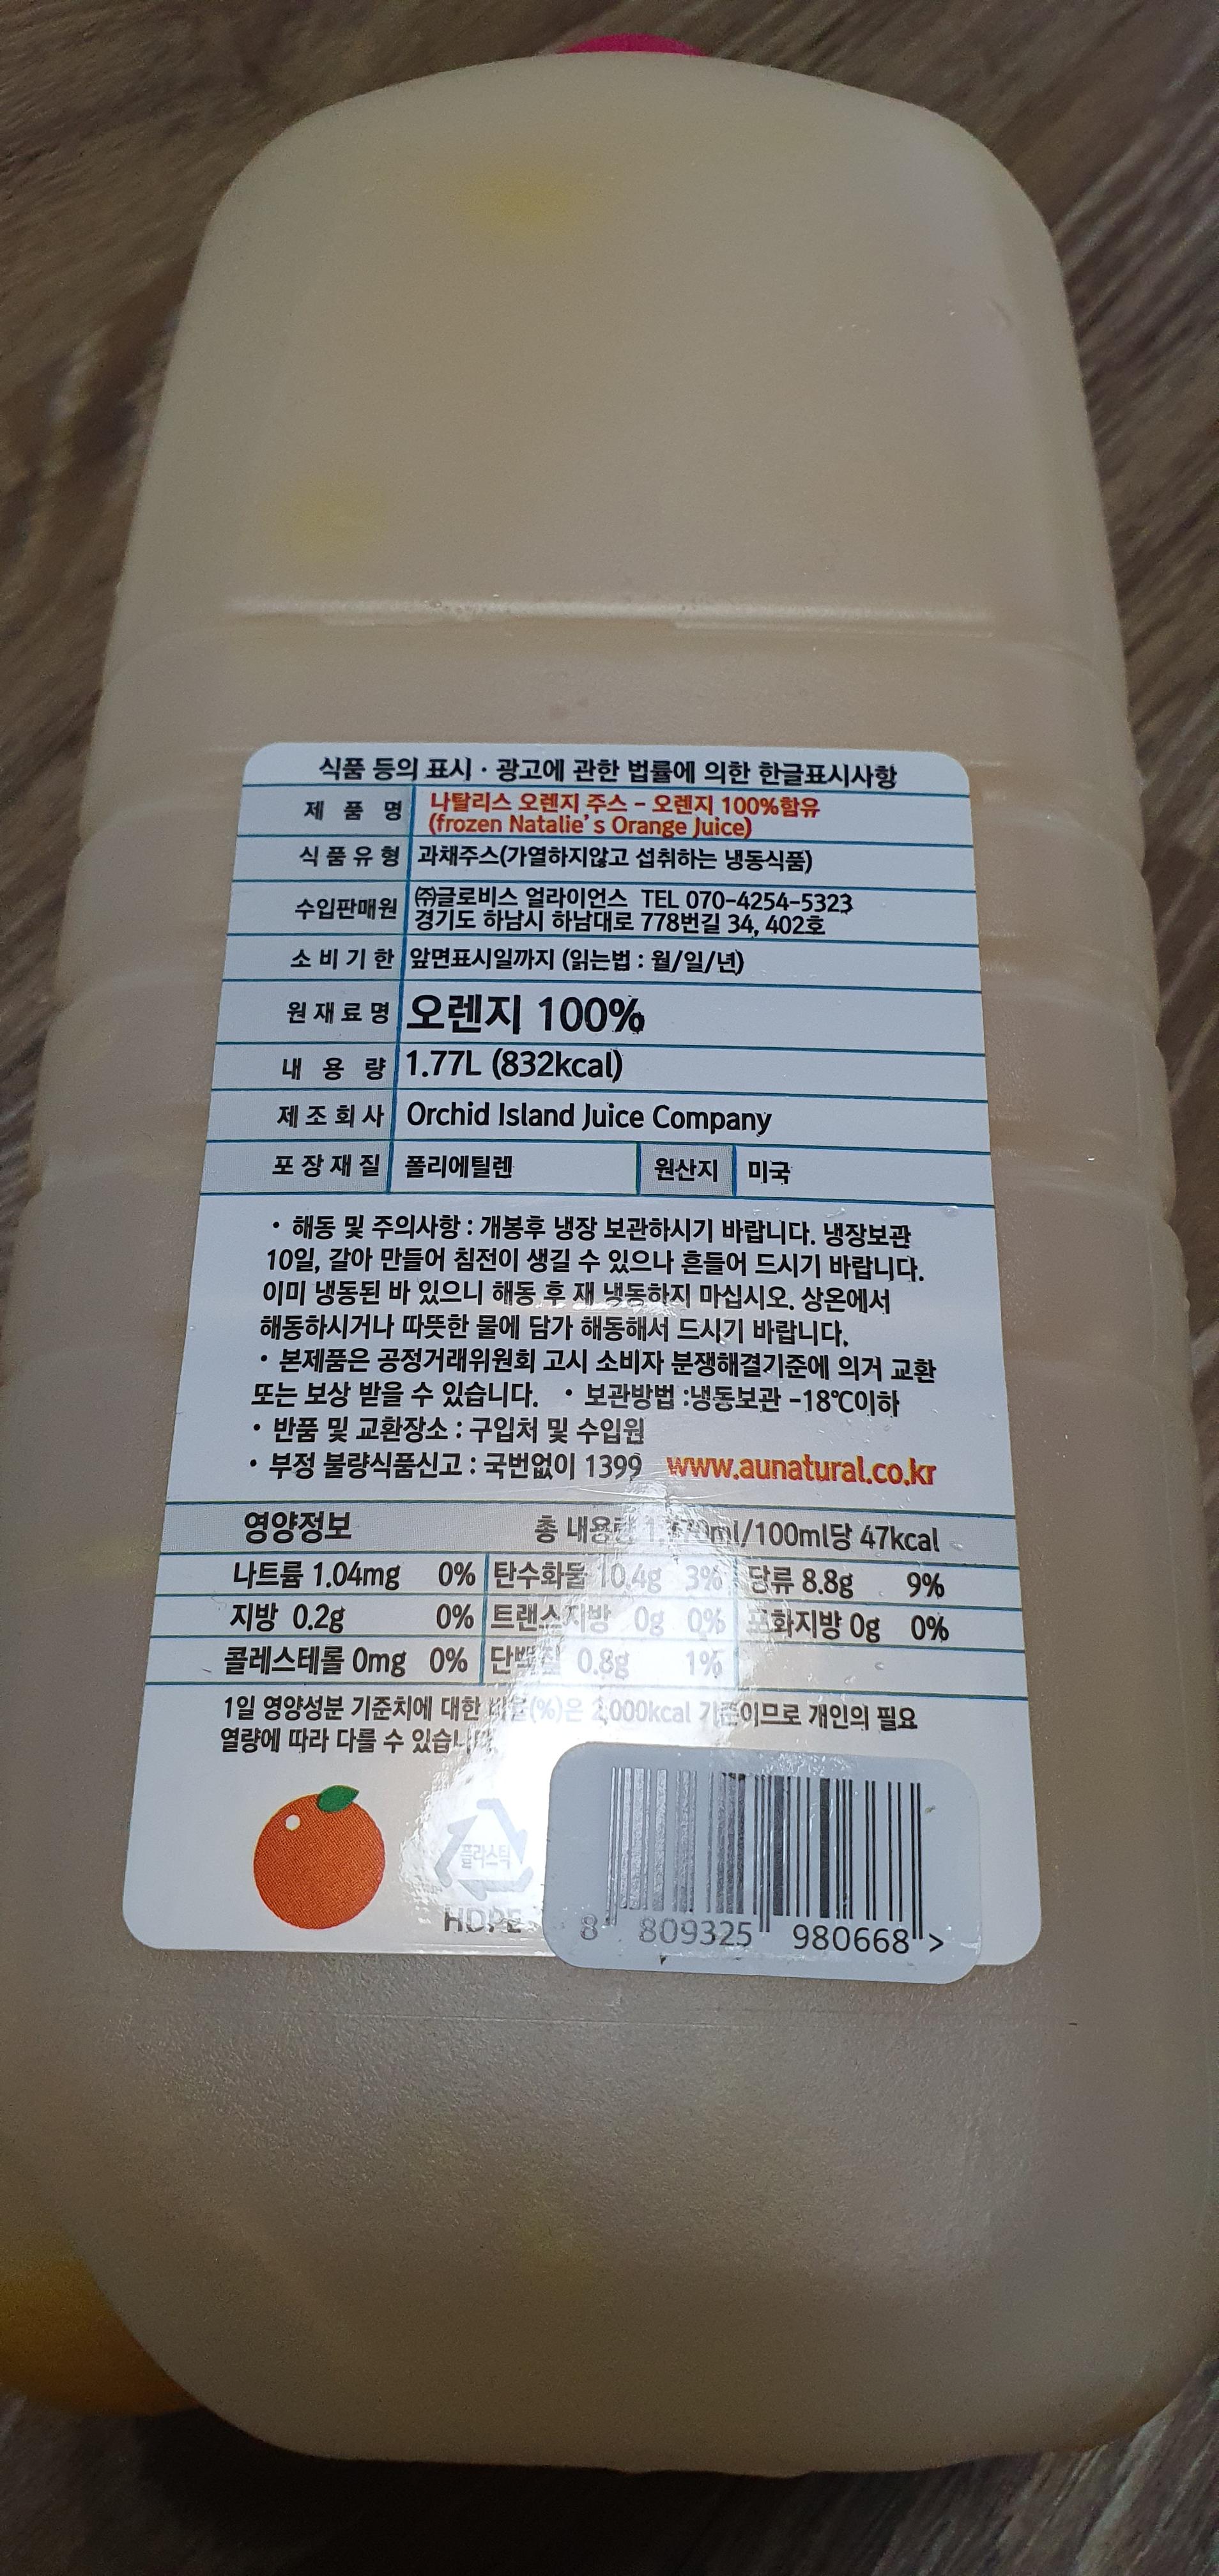 식품 등의 표시 · 광고에 관한 법률에 의한 한글표시사항
제 품 명 나탈리스 오렌지 주스 - 오렌지 100%함유
(frozen Natalie's Orange Juice)
식품유형 과채주스(가열하지않고 섭취하는 냉동식품)
수입판매원 ㈜글로비스 얼라이언스 TEL 070-4254-5323
경기도 하남시 하남대로 778번길 34, 402호
소비기한 앞면표시일까지 (읽는법 : 월/일/년)
원재료명 오렌지 100%
내 용 량 1.77L (832kcal)
제조회사 Orchid Island Juice Company
포장재질 폴리에틸렌 원산지 미국
• 해동 및 주의사항 : 개봉후 냉장 보관하시기 바랍니다. 냉장보관
10일, 갈아 만들어 침전이 생길 수 있으나 흔들어 드시기 바랍니다.
이미 냉동된 바 있으니 해동 후 재 냉동하지 마십시오. 상온에서
해동하시거나 따뜻한 물에 담가 해동해서 드시기 바랍니다.
• 본제품은 공정거래위원회 고시 소비자 분쟁해결기준에 의거 교환
또는 보상 받을 수 있습니다. • 보관방법 :냉동보관 -18℃이하
• 반품 및 교환장소 : 구입처 및 수입원
• 부정 불량식품신고 : 국번없이 1399 www.aunatural.co.kr
영양정보 총 내용량 1,770ml/100ml당 47kcal
나트륨 1.04mg 0% 탄수화물 10.4g 3% 당류 8.8g 9%
지방 0.2g 0% 트랜스지방 0g 0% 포화지방 0g 0%
콜레스테롤 0mg 0% 단백질 0.8g 1%
1일 영양성분 기준치에 대한 비율(%)은 2,000kcal 기준이므로 개인의 필요
열량에 따라 다를 수 있습니다
플라스틱
HDPE
8 809325 980668 >